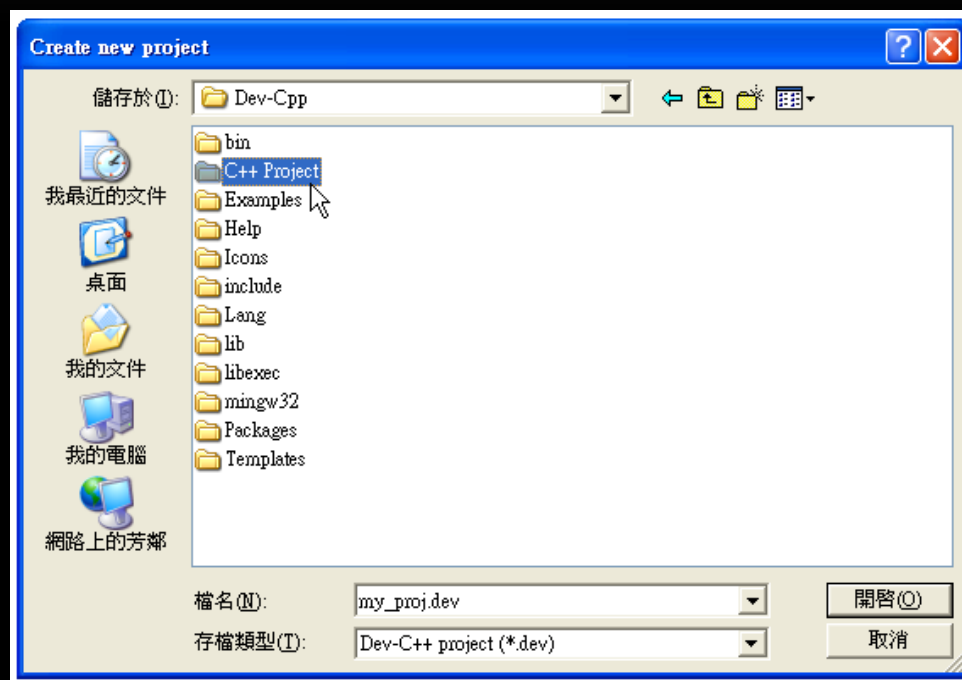 Create new project
儲存於(I): Dev-Cpp
我最近的文件
桌面
我的文件
我的電腦
網路上的芳鄰
bin
C++ Project
Examples
Help
Icons
include
Lang
lib
libexec
mingw32
Packages
Templates
檔名(N): my_proj.dev 開啓(O)
存檔類型(T): Dev-C++ project (*.dev) 取消